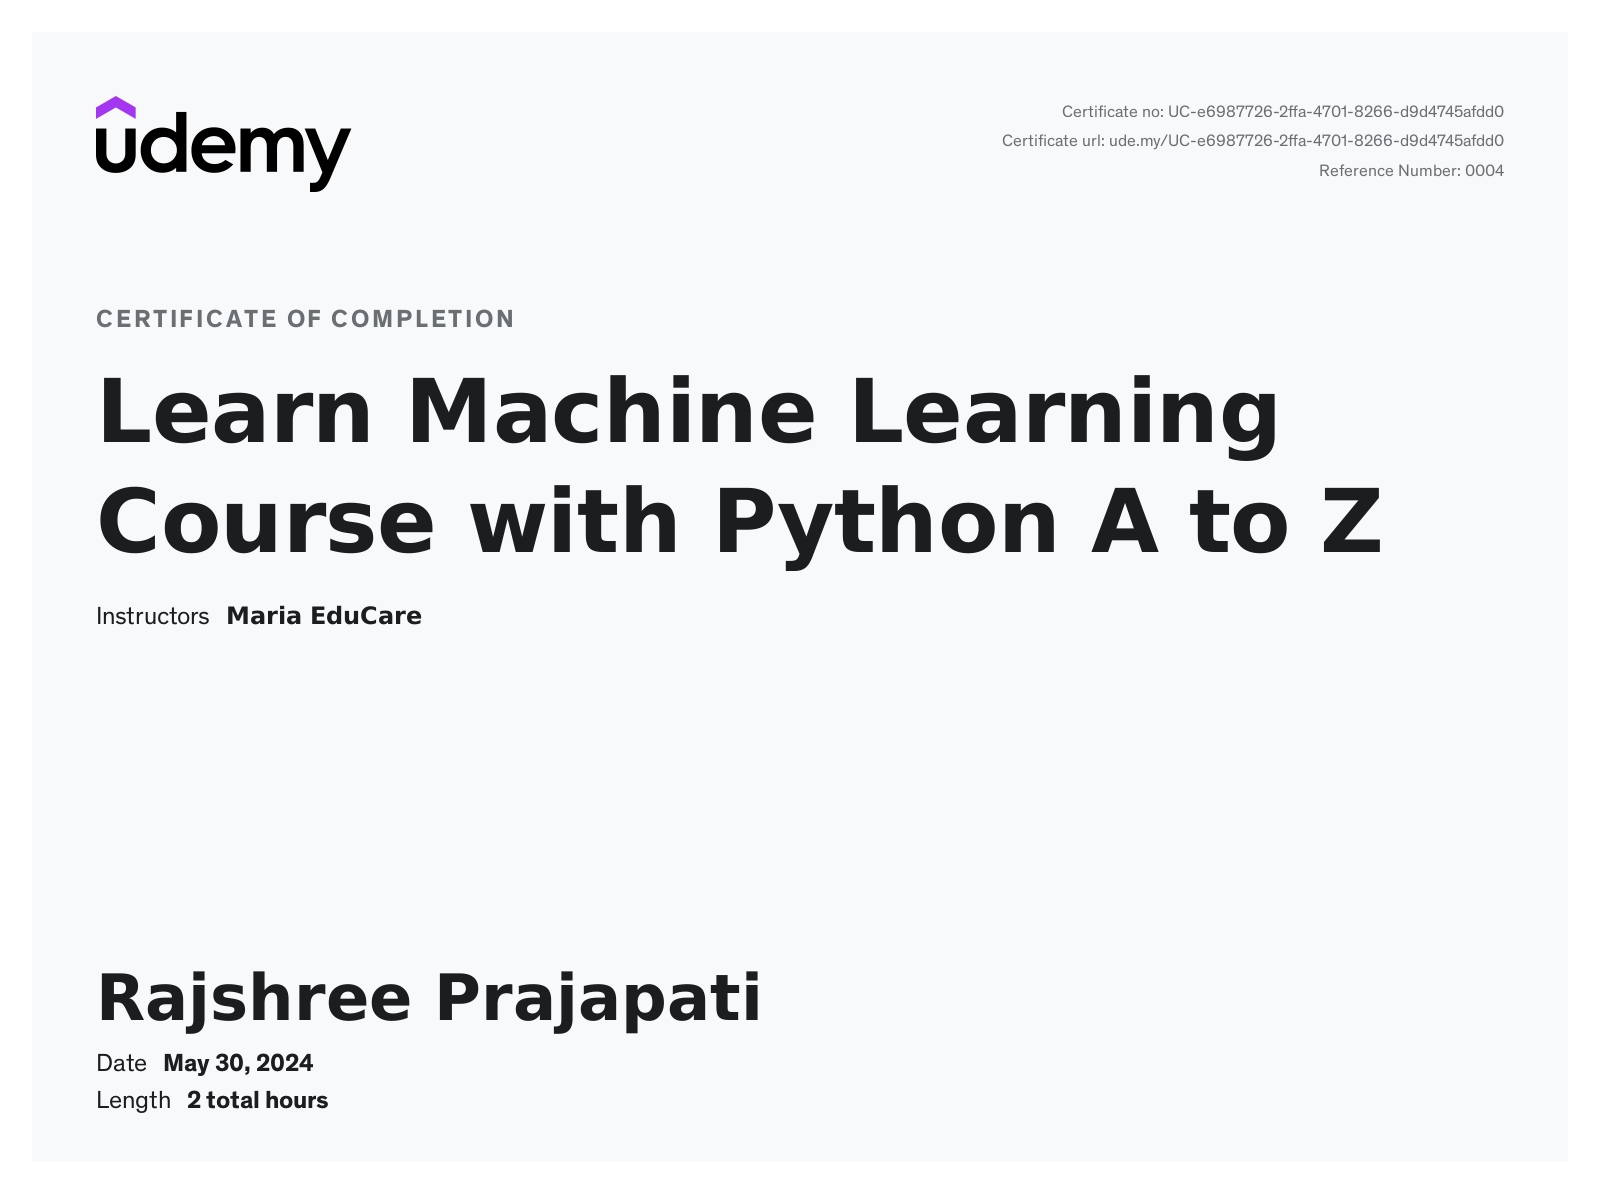 udemy
Certificate no: UC-e6987726-2ffa-4701-8266-d9d4745afdd0
Certificate url: ude.my/UC-e6987726-2ffa-4701-8266-d9d4745afdd0
Reference Number: 0004
CERTIFICATE OF COMPLETION
Learn Machine Learning
Course with Python A to Z
Instructors Maria EduCare
Rajshree Prajapati
Date May 30, 2024
Length 2 total hours